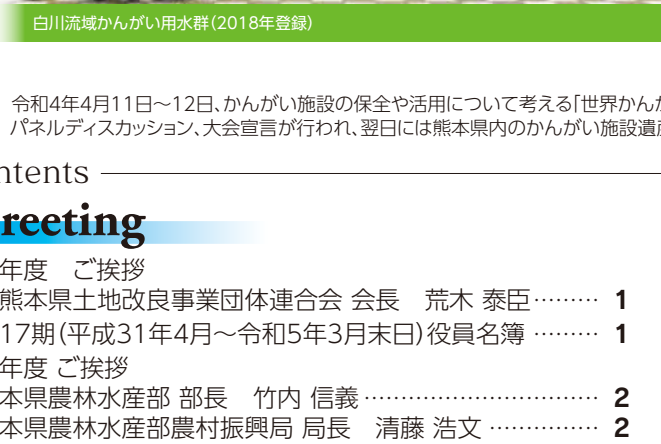 白川流域かんがい用水群(2018年登録)
令和4年4月11日～12日、かんがい施設の保全や活用について考える「世界かんが
パネルディスカッション、大会宣言が行われ、翌日には熊本県内のかんがい施設遺産
ntents
reeting
年度　ご挨拶
熊本県土地改良事業団体連合会 会長　荒木 泰臣……… 1
17期(平成31年4月～令和5年3月末日)役員名簿 ……… 1
年度 ご挨拶
本県農林水産部 部長　竹内 信義…………………………… 2
本県農林水産部農村振興局 局長　清藤 浩文…………… 2